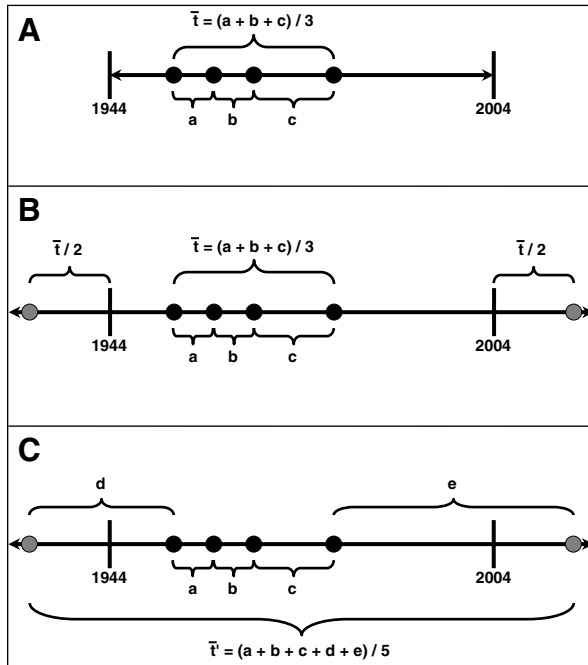 A
t̄ = (a + b + c) / 3
1944 2004
a b c
B
t̄ / 2 t̄ = (a + b + c) / 3 t̄ / 2
1944 2004
a b c
C
d e
1944 2004
a b c
t̄' = (a + b + c + d + e) / 5